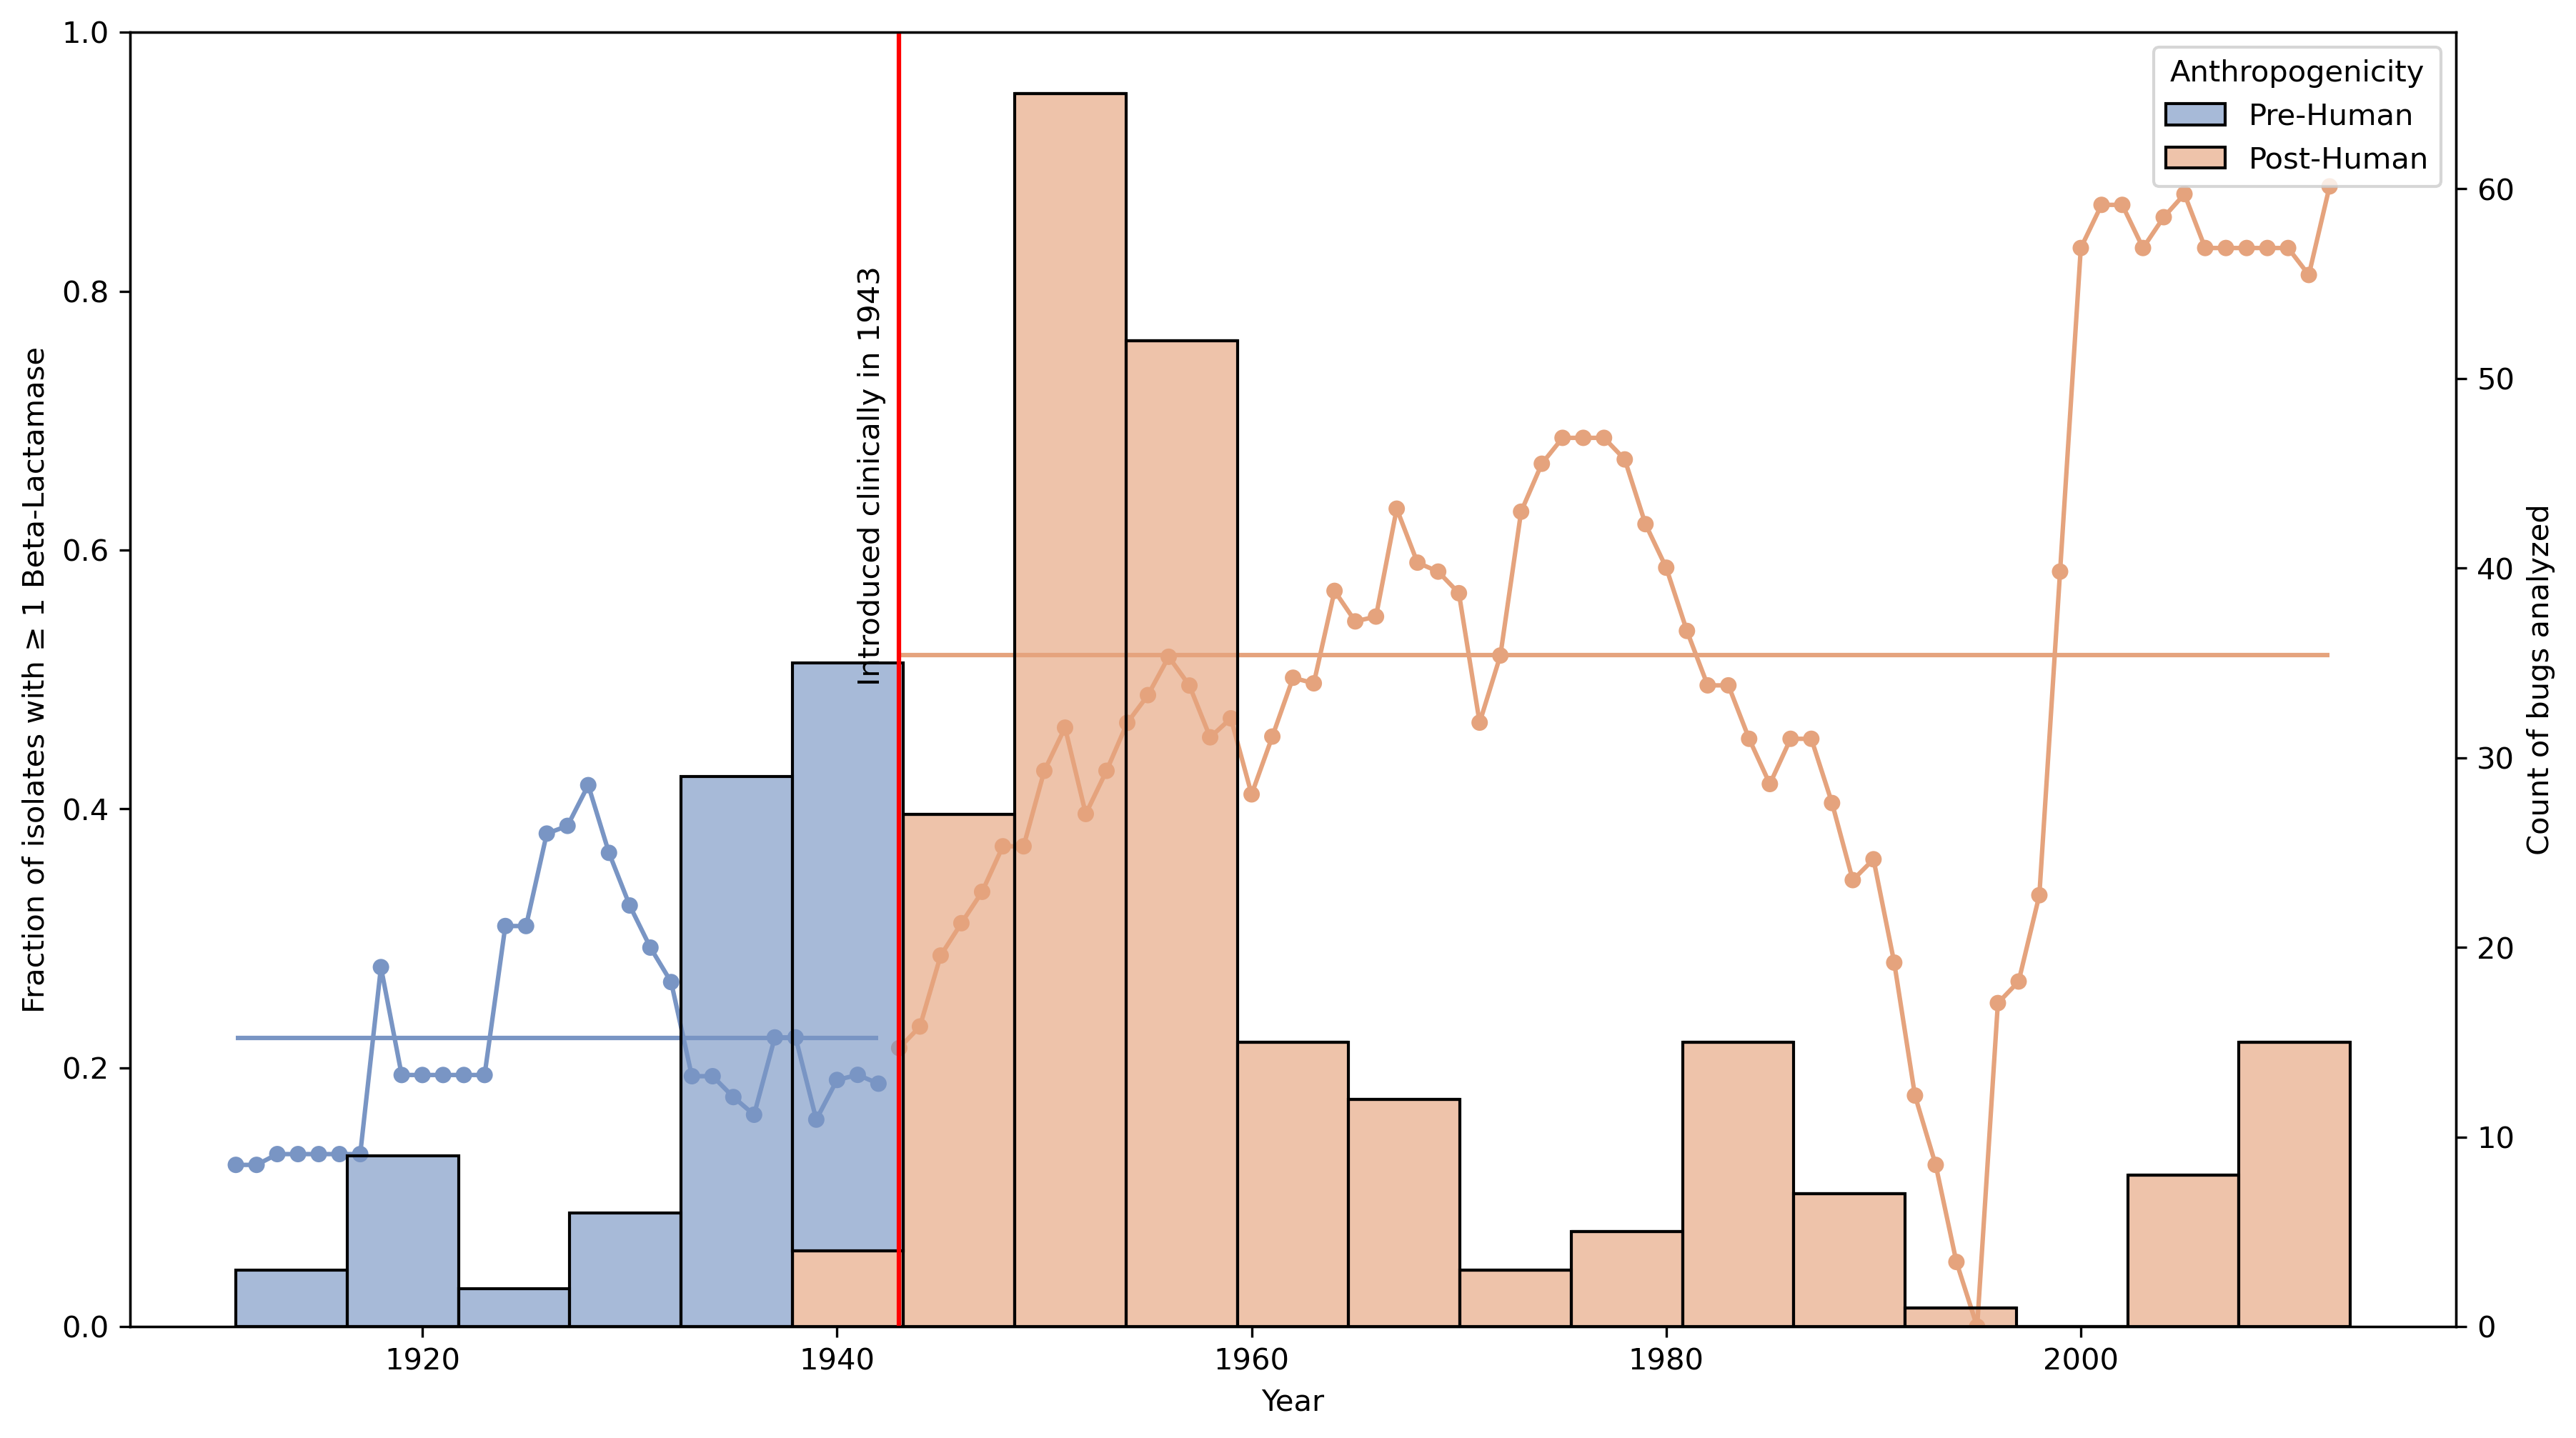 Anthropogenicity
Pre-Human
Post-Human
Introduced clinically in 1943
Fraction of isolates with ≥ 1 Beta-Lactamase
1.0
0.8
0.6
0.4
0.2
0.0
Count of bugs analyzed
60
50
40
30
20
10
0
1920
1940
1960
1980
2000
Year